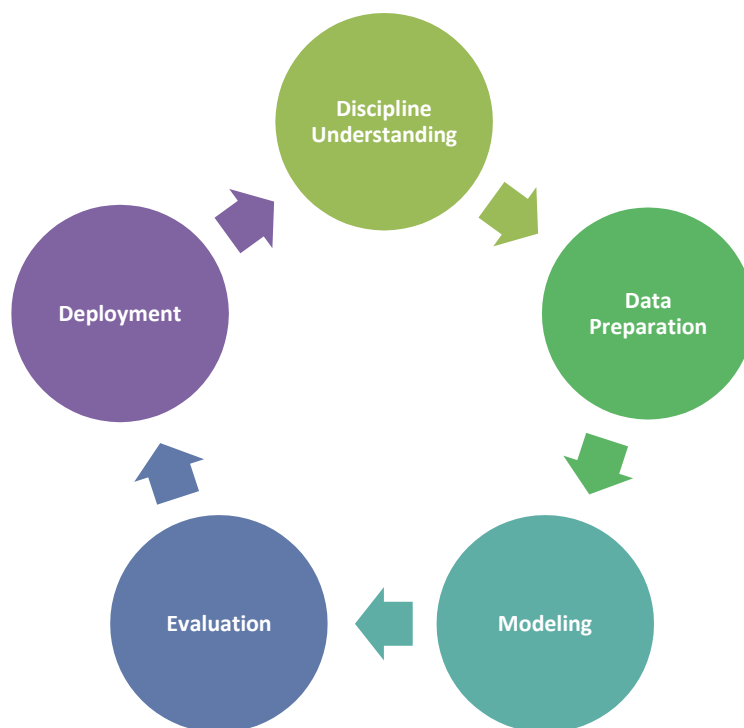 Discipline
Understanding
Data
Preparation
Modeling
Evaluation
Deployment